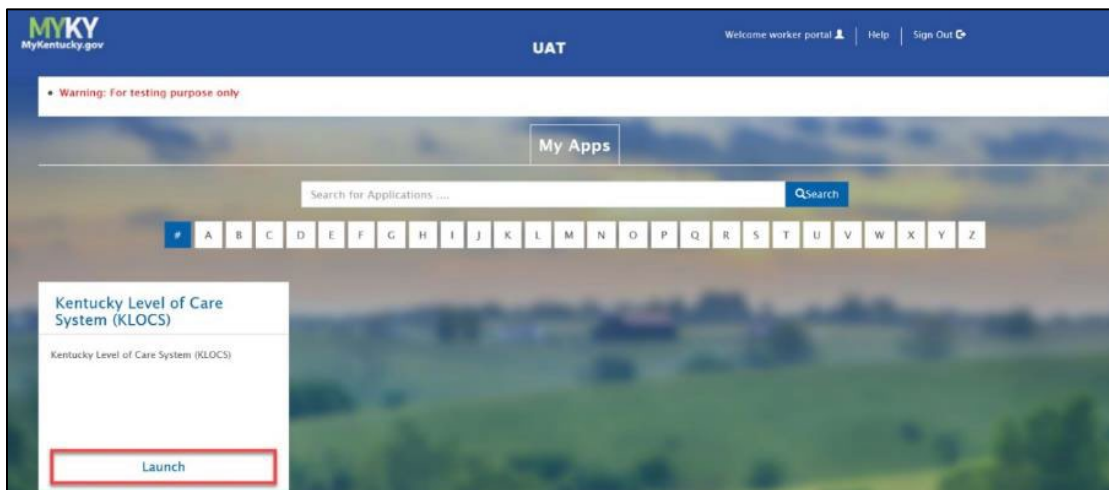 MYKY
MyKentucky.gov
UAT
Welcome worker portal Help Sign Out
Warning: For testing purpose only
My Apps
Search for Applications ....
Search
# A B C D E F G H I J K L M N O P Q R S T U V W X Y Z
Kentucky Level of Care
System (KLOCS)
Kentucky Level of Care System (KLOCS)
Launch